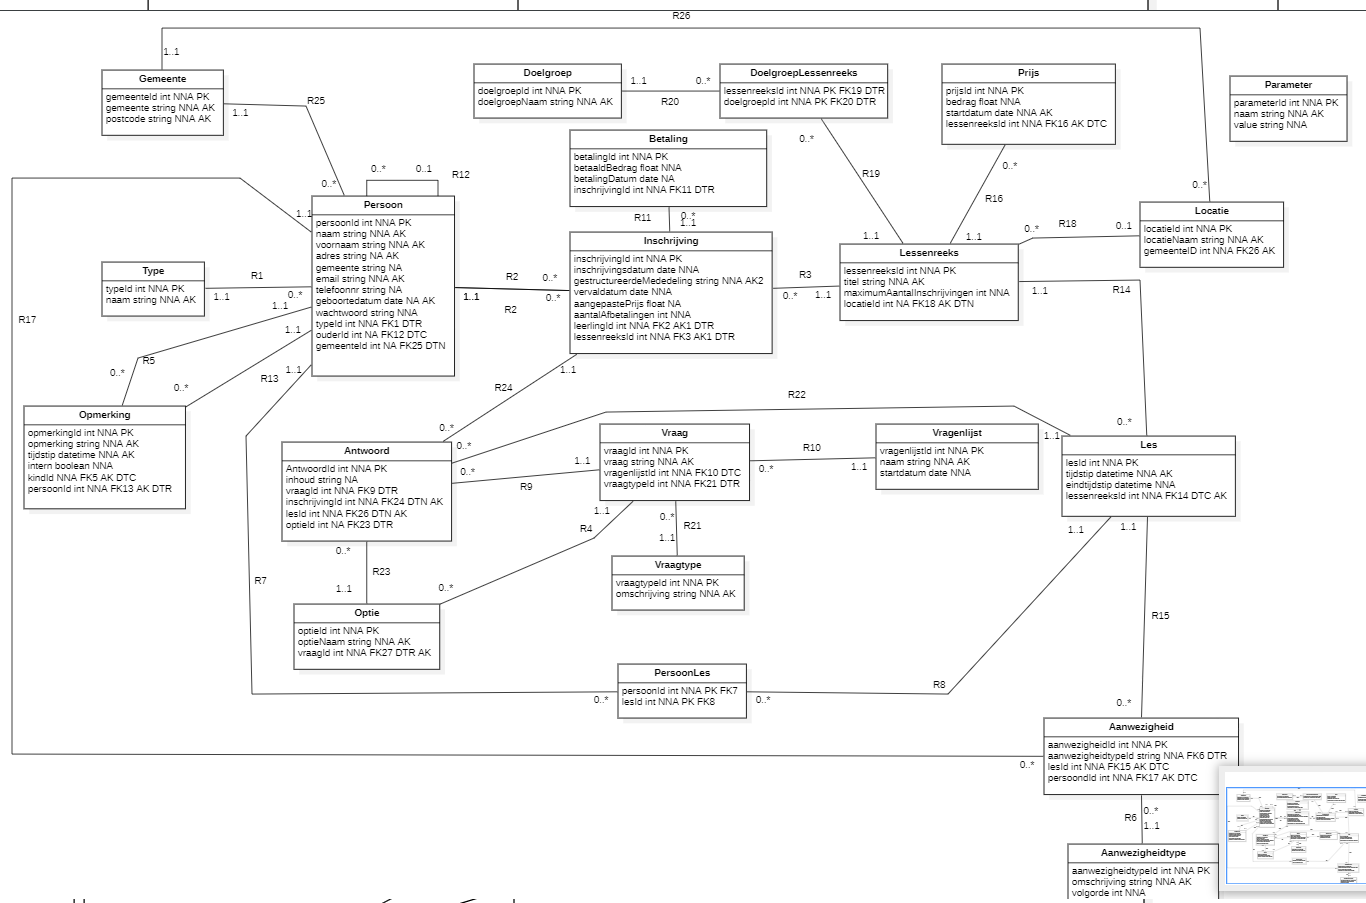 R26
1..1
Gemeente
gemeenteId int NNA PK
gemeente string NNA AK
postcode string NNA AK
1..1
R25
0..*
Doelgroep
doelgroepId int NNA PK
doelgroepNaam string NNA AK
1..1
0..*
R20
DoelgroepLessenreeks
lessenreeksId int NNA PK FK19 DTR
doelgroepId int NNA PK FK20 DTR
0..*
R19
1..1
Prijs
prijsId int NNA PK
bedrag float NNA
startdatum date NNA AK
lessenreeksId int NNA FK16 AK DTC
0..*
R16
1..1
Parameter
parameterId int NNA PK
naam string NNA AK
value string NNA
Betaling
betalingId int NNA PK
betaaldBedrag float NNA
betalingDatum date NA
inschrijvingId int NNA FK11 DTR
R11
0..*
1..1
0..*
0..1
R12
1..1
Persoon
persoonId int NNA PK
naam string NNA AK
voornaam string NNA AK
adres string NA AK
gemeente string NA
email string NNA AK
telefoonnr string NA
geboortedatum date NA AK
wachtwoord string NNA
typeId int NNA FK1 DTR
ouderId int NA FK12 DTC
gemeenteId int NA FK25 DTN
Locatie
locatieId int NNA PK
locatieNaam string NNA AK
gemeenteID int NNA FK26 AK
0..*
0..*
R18
0..1
Inschrijving
inschrijvingId int NNA PK
inschrijvingsdatum date NNA
gestructureerdeMededeling string NNA AK2
vervaldatum date NNA
aangepastePrijs float NA
aantalAfbetalingen int NNA
leerlingId int NNA FK2 AK1 DTR
lessenreeksId int NNA FK3 AK1 DTR
Lessenreeks
lessenreeksId int NNA PK
titel string NNA AK
maximumAantalInschrijvingen int NNA
locatieId int NA FK18 AK DTN
Type
typeId int NNA PK
naam string NNA AK
R1
1..1
0..*
R2
0..*
1..1
0..*
R2
R3
0..*
1..1
1..1
R14
0..*
R17
1..1
R5
0..*
1..1
0..*
1..1
R13
Opmerking
opmerkingId int NNA PK
opmerking string NNA AK
tijdstip datetime NNA AK
intern boolean NNA
kindId NNA FK5 AK DTC
persoonId int NNA FK13 AK DTR
1..1
R24
0..*
R22
0..*
1..1
Antwoord
AntwoordId int NNA PK
inhoud string NA
vraagId int NNA FK9 DTR
inschrijvingId int NNA FK24 DTN AK
lesId int NNA FK26 DTN AK
optieId int NA FK23 DTR
0..*
R9
1..1
Vraag
vraagId int NNA PK
vraag string NNA AK
vragenlijstId int NNA FK10 DTC
vraagtypeId int NNA FK21 DTR
R10
0..*
1..1
Vragenlijst
vragenlijstId int NNA PK
naam string NNA AK
startdatum date NNA
Les
lesId int NNA PK
tijdstip datetime NNA AK
eindtijdstip datetime NNA
lessenreeksId int NNA FK14 DTC AK
1..1
R4
0..*
0..*
R21
1..1
Vraagtype
vraagtypeId int NNA PK
omschrijving string NNA AK
0..*
R23
1..1
Optie
optieId int NNA PK
optieNaam string NNA AK
vraagId int NNA FK27 DTR AK
R7
0..*
PersoonLes
persoonId int NNA PK FK7
lesId int NNA PK FK8
0..*
R8
1..1
1..1
R15
0..*
Aanwezigheid
aanwezigheidId int NNA PK
aanwezigheidtypeId string NNA FK6 DTR
lesId int NNA FK15 AK DTC
persoondId int NNA FK17 AK DTC
0..*
R6
0..*
1..1
Aanwezigheidtype
aanwezigheidtypeId int NNA PK
omschrijving string NNA AK
volgorde int NNA